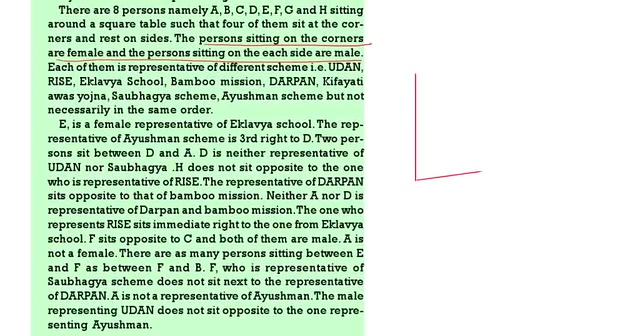 There are 8 persons namely A, B, C, D, E, F, G and H sitting
around a square table such that four of them sit at the cor-
ners and rest on sides. The persons sitting on the corners
are female and the persons sitting on the each side are male.
Each of them is representative of different scheme i.e. UDAN,
RISE, Eklavya School, Bamboo mission, DARPAN, Kifayati
awas yojna, Saubhagya scheme, Ayushman scheme but not
necessarily in the same order.
E, is a female representative of Eklavya school. The rep-
resentative of Ayushman scheme is 3rd right to D. Two per-
sons sit between D and A. D is neither representative of
UDAN nor Saubhagya .H does not sit opposite to the one
who is representative of RISE. The representative of DARPAN
sits opposite to that of bamboo mission. Neither A nor D is
representative of Darpan and bamboo mission. The one who
represents RISE sits immediate right to the one from Eklavya
school. F sits opposite to C and both of them are male. A is
not a female. There are as many persons sitting between E
and F as between F and B. F, who is representative of
Saubhagya scheme does not sit next to the representative
of DARPAN. A is not a representative of Ayushman. The male
representing UDAN does not sit opposite to the one repre-
senting Ayushman.